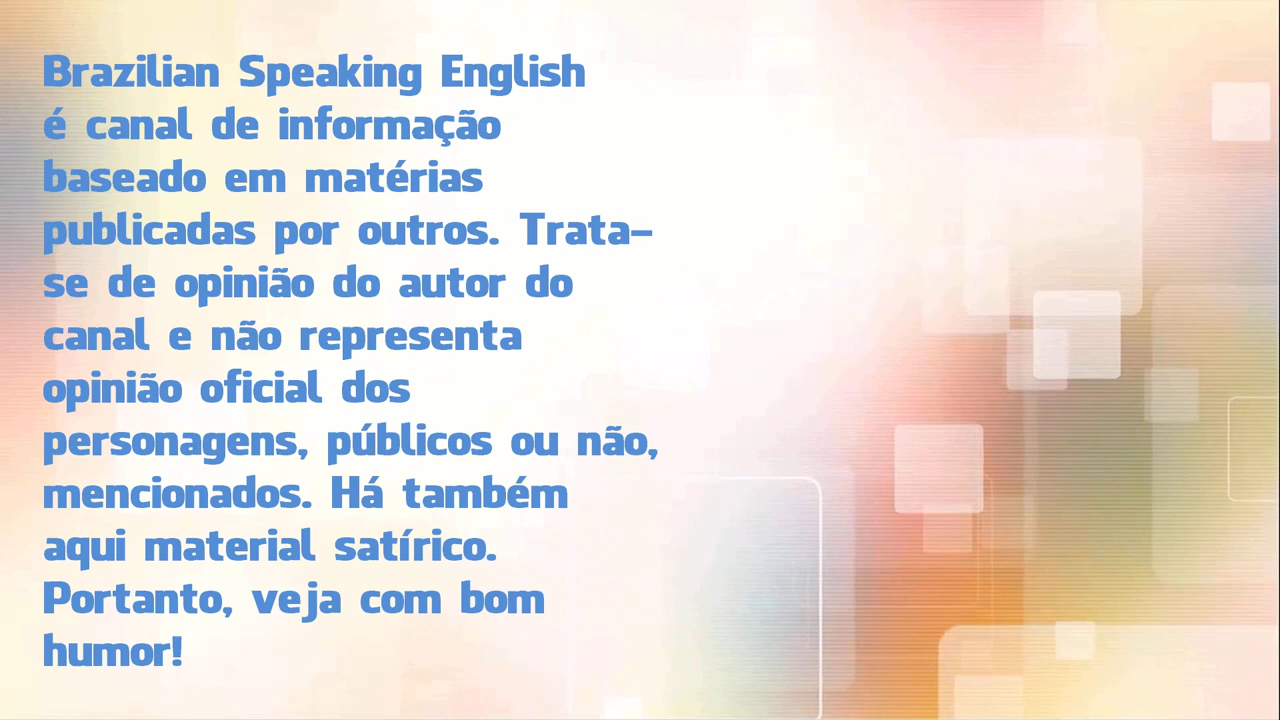 Brazilian Speaking English
é canal de informação
baseado em matérias
publicadas por outros. Trata-
se de opinião do autor do
canal e não representa
opinião oficial dos
personagens, públicos ou não,
mencionados. Há também
aqui material satírico.
Portanto, veja com bom
humor!